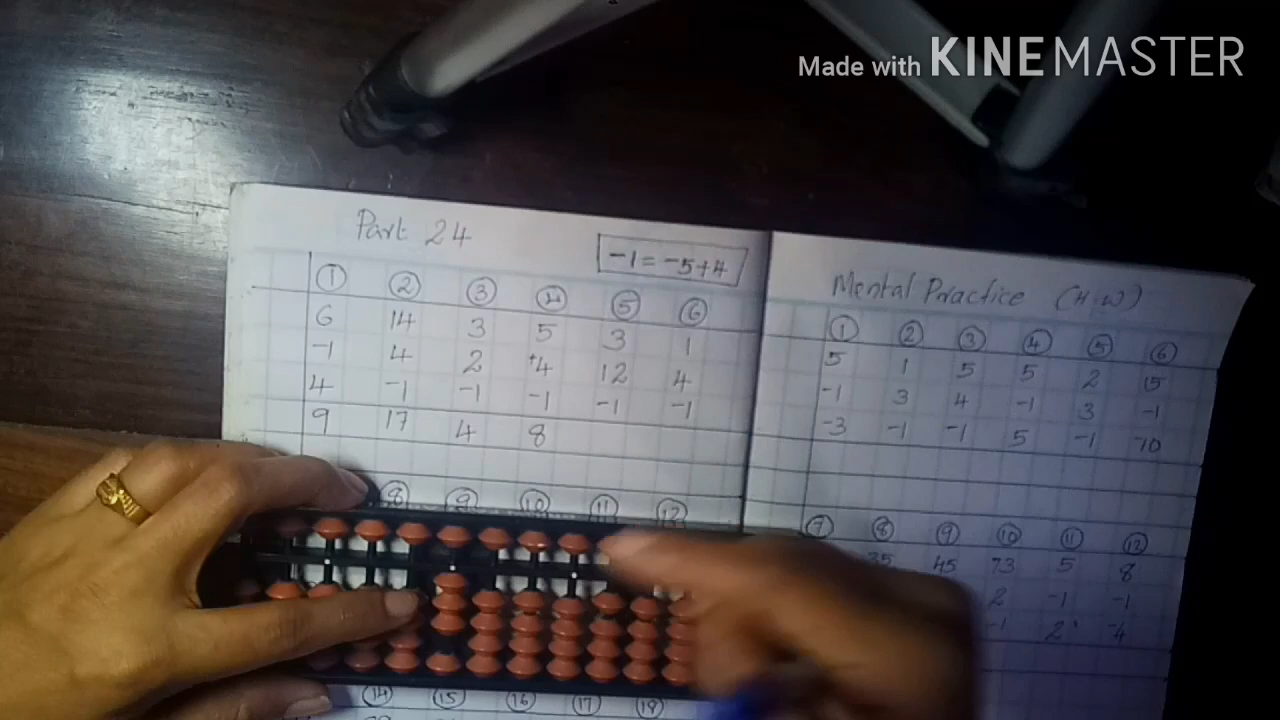 Made with KINEMASTER
Part 24
-1 = -5+4
① ② ③ ④ ⑤ ⑥
6 14 3 5 3 1
-1 4 2 +4 12 4
4 -1 -1 -1 -1 -1
9 17 4 8
⑧ ⑨ ⑩ ⑪ ⑫
⑭ ⑮ ⑯ ⑰ ⑱
Mental Practice (H.W)
① ② ③ ④ ⑤ ⑥
5 1 5 5 2 15
-1 3 4 -1 3 -1
-3 -1 -1 5 -1 -10
⑦ ⑧ ⑨ ⑩ ⑪ ⑫
35 45 73 5 8
2 -1 -1
-1 2 -4